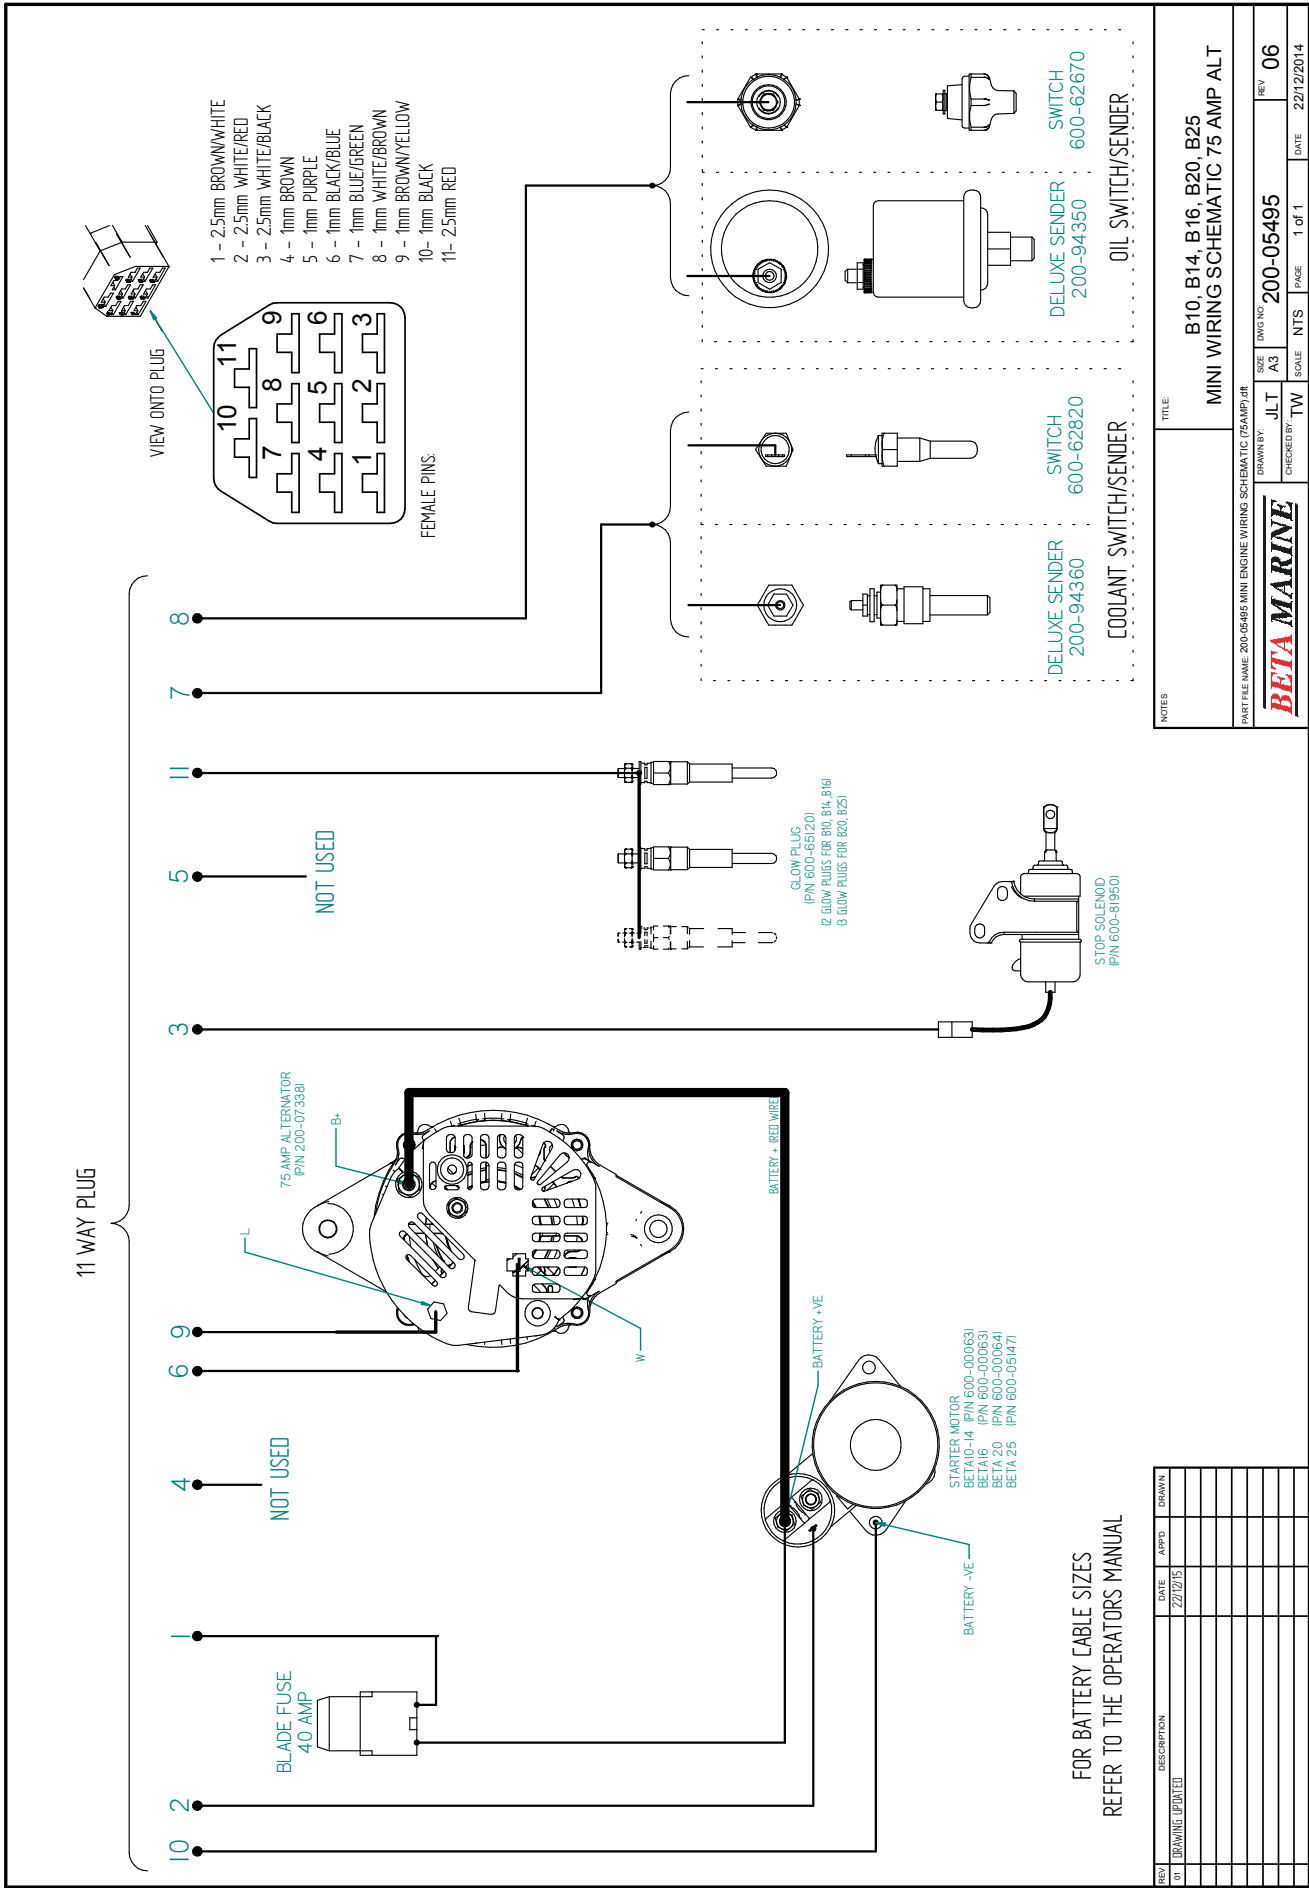 11 WAY PLUG
10
2
1
4
6
9
3
5
11
7
8
BLADE FUSE
40 AMP
NOT USED
L
75 AMP ALTERNATOR
(P/N 200-07338)
B+
W
BATTERY + (RED WIRE)
NOT USED
VIEW ONTO PLUG
10
11
7
8
9
4
5
6
1
2
3
FEMALE PINS:
1 - 2.5mm BROWN/WHITE
2 - 2.5mm WHITE/RED
3 - 2.5mm WHITE/BLACK
4 - 1mm BROWN
5 - 1mm PURPLE
6 - 1mm BLACK/BLUE
7 - 1mm BLUE/GREEN
8 - 1mm WHITE/BROWN
9 - 1mm BROWN/YELLOW
10- 1mm BLACK
11- 2.5mm RED
BATTERY +VE
BATTERY -VE
STARTER MOTOR
BETA10-14 (P/N 600-00063)
BETA16 (P/N 600-00063)
BETA 20 (P/N 600-00064)
BETA 25 (P/N 600-05147)
GLOW PLUG
(P/N 600-65120)
(2 GLOW PLUGS FOR B10, B14 ,B16)
(3 GLOW PLUGS FOR B20, B25)
STOP SOLENOID
(P/N 600-81950)
DELUXE SENDER
200-94360
SWITCH
600-62820
COOLANT SWITCH/SENDER
DELUXE SENDER
200-94350
SWITCH
600-62670
OIL SWITCH/SENDER
FOR BATTERY CABLE SIZES
REFER TO THE OPERATORS MANUAL
REV
DESCRIPTION
DATE
APP'D
DRAWN
01
DRAWING UPDATED
22/12/15
NOTES
TITLE:
B10, B14, B16, B20, B25
MINI WIRING SCHEMATIC 75 AMP ALT
PART FILE NAME: 200-05495 MINI ENGINE WIRING SCHEMATIC (75AMP).dft
BETA MARINE
DRAWN BY:
JLT
CHECKED BY:
TW
SIZE
A3
DWG NO:
200-05495
REV
06
SCALE
NTS
PAGE
1 of 1
DATE
22/12/2014